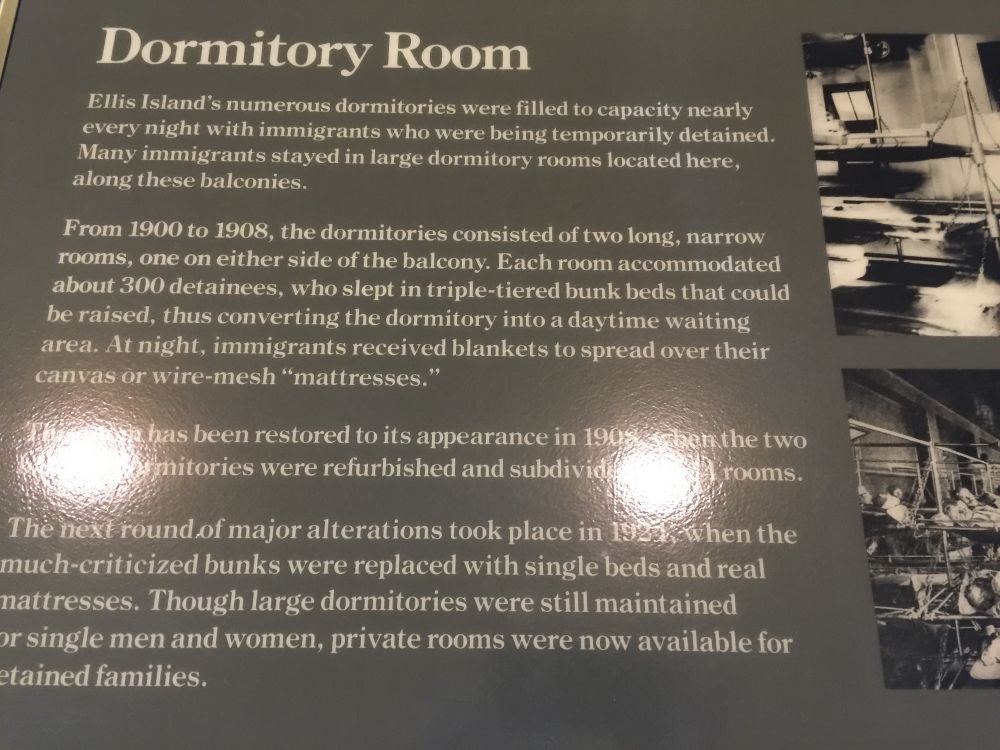 Dormitory Room
Ellis Island's numerous dormitories were filled to capacity nearly
every night with immigrants who were being temporarily detained.
Many immigrants stayed in large dormitory rooms located here,
along these balconies.
From 1900 to 1908, the dormitories consisted of two long, narrow
rooms, one on either side of the balcony. Each room accommodated
about 300 detainees, who slept in triple-tiered bunk beds that could
be raised, thus converting the dormitory into a daytime waiting
area. At night, immigrants received blankets to spread over their
canvas or wire-mesh “mattresses.”
has been restored to its appearance in when the two
were refurbished and rooms.
The next round of major alterations took place in when the
much-criticized bunks were replaced with single beds and real
mattresses. Though large dormitories were still maintained
or single men and women, private rooms were now available for
etained families.